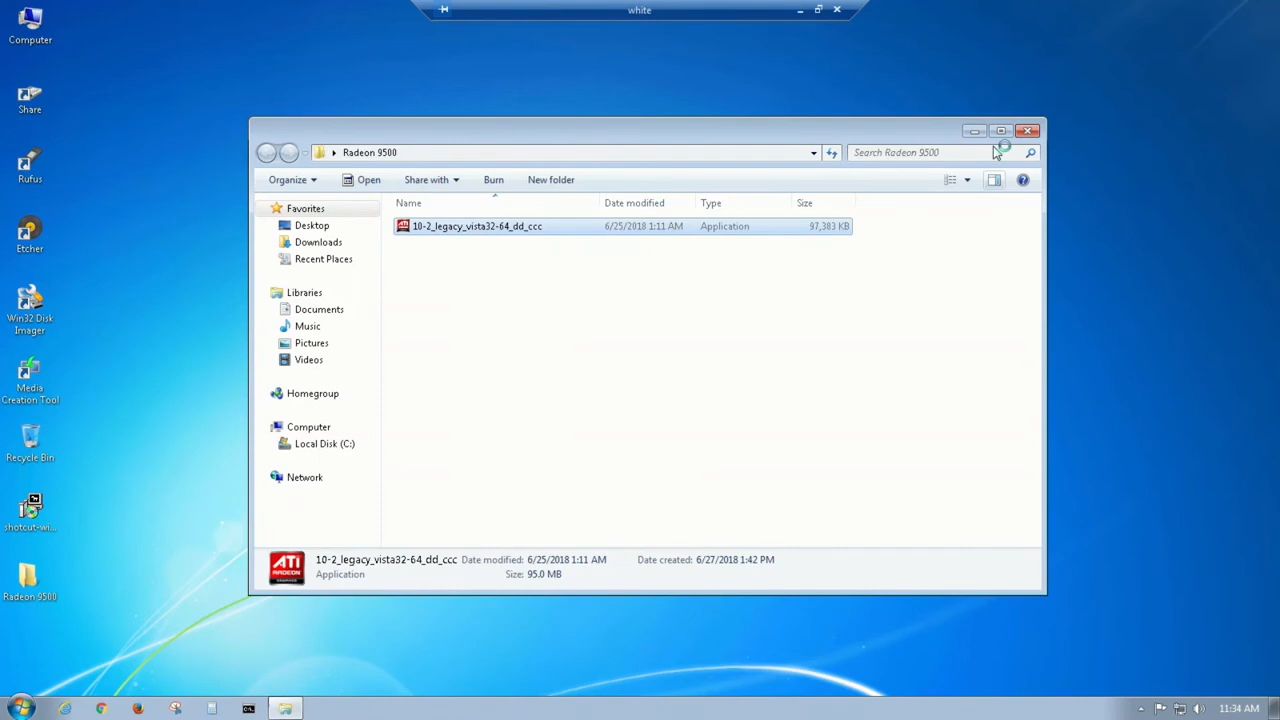 white
Computer
Share
Rufus
Etcher
Win32 Disk
Imager
Media
Creation Tool
Recycle Bin
shotcut-wi...
Radeon 9500
Radeon 9500
Search Radeon 9500
Organize
Open
Share with
Burn
New folder
Favorites
Desktop
Downloads
Recent Places
Libraries
Documents
Music
Pictures
Videos
Homegroup
Computer
Local Disk (C:)
Network
Name Date modified Type Size
10-2_legacy_vista32-64_dd_ccc 6/25/2018 1:11 AM Application 97,383 KB
ATI
RADEON
10-2_legacy_vista32-64_dd_ccc Date modified: 6/25/2018 1:11 AM Date created: 6/27/2018 1:42 PM
Application Size: 95.0 MB
11:34 AM